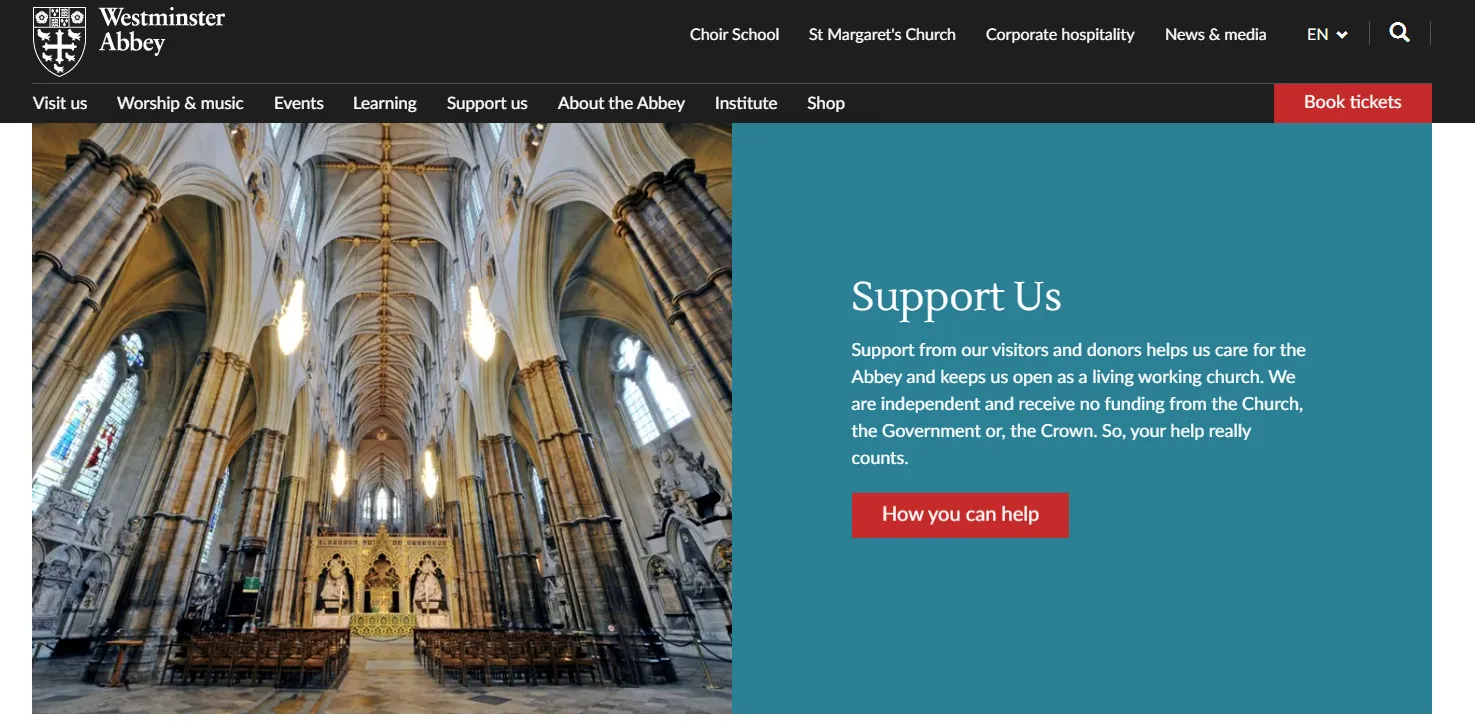 Westminster
Abbey
Choir School St Margaret's Church Corporate hospitality News & media EN
Visit us Worship & music Events Learning Support us About the Abbey Institute Shop Book tickets
Support Us
Support from our visitors and donors helps us care for the
Abbey and keeps us open as a living working church. We
are independent and receive no funding from the Church,
the Government or, the Crown. So, your help really
counts.
How you can help